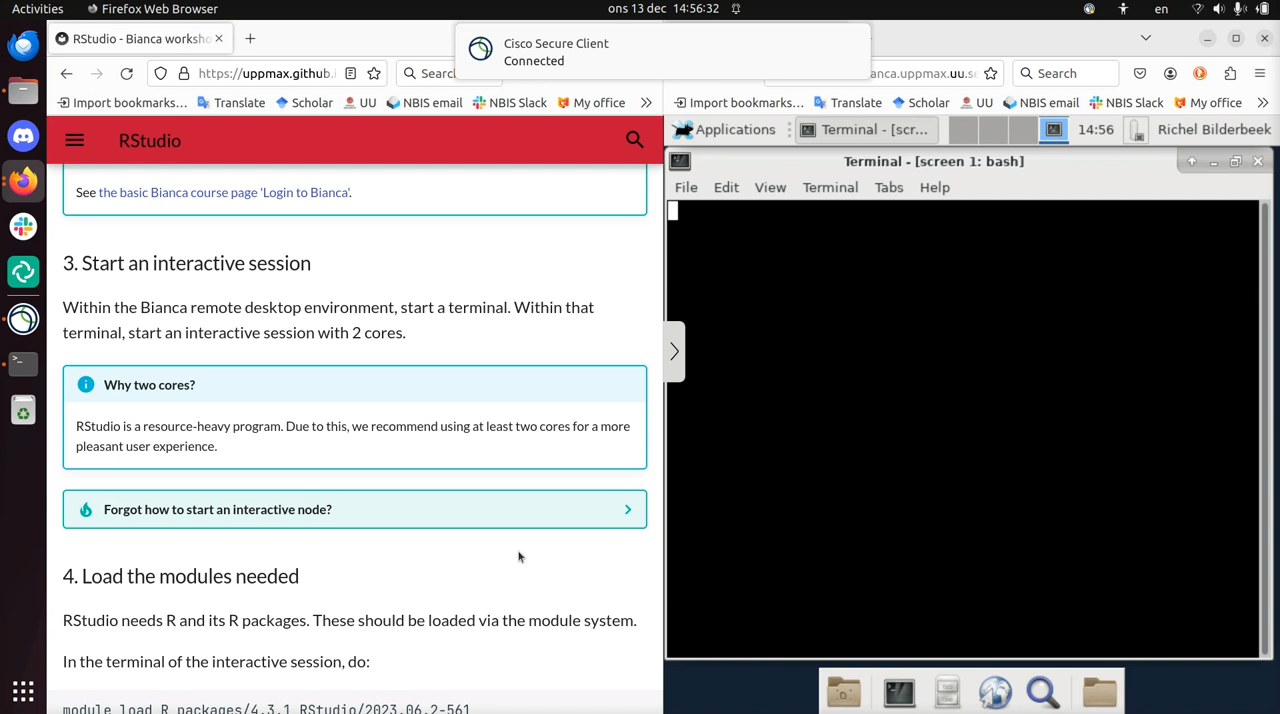 Activities
Firefox Web Browser
ons 13 dec 14:56:32
en
RStudio - Bianca worksho
Cisco Secure Client
Connected
https://uppmax.github.i
Searc
anca.uppmax.uu.se
Search
Import bookmarks...
Translate
Scholar
UU
NBIS email
NBIS Slack
My office
Import bookmarks...
Translate
Scholar
UU
NBIS email
NBIS Slack
My office
RStudio
Applications
Terminal - [scr...
14:56
Richel Bilderbeek
Terminal - [screen 1: bash]
File Edit View Terminal Tabs Help
See the basic Bianca course page 'Login to Bianca'.
3. Start an interactive session
Within the Bianca remote desktop environment, start a terminal. Within that
terminal, start an interactive session with 2 cores.
Why two cores?
RStudio is a resource-heavy program. Due to this, we recommend using at least two cores for a more
pleasant user experience.
Forgot how to start an interactive node?
4. Load the modules needed
RStudio needs R and its R packages. These should be loaded via the module system.
In the terminal of the interactive session, do:
module load R_packages/4.3.1 RStudio/2023.06.2-561